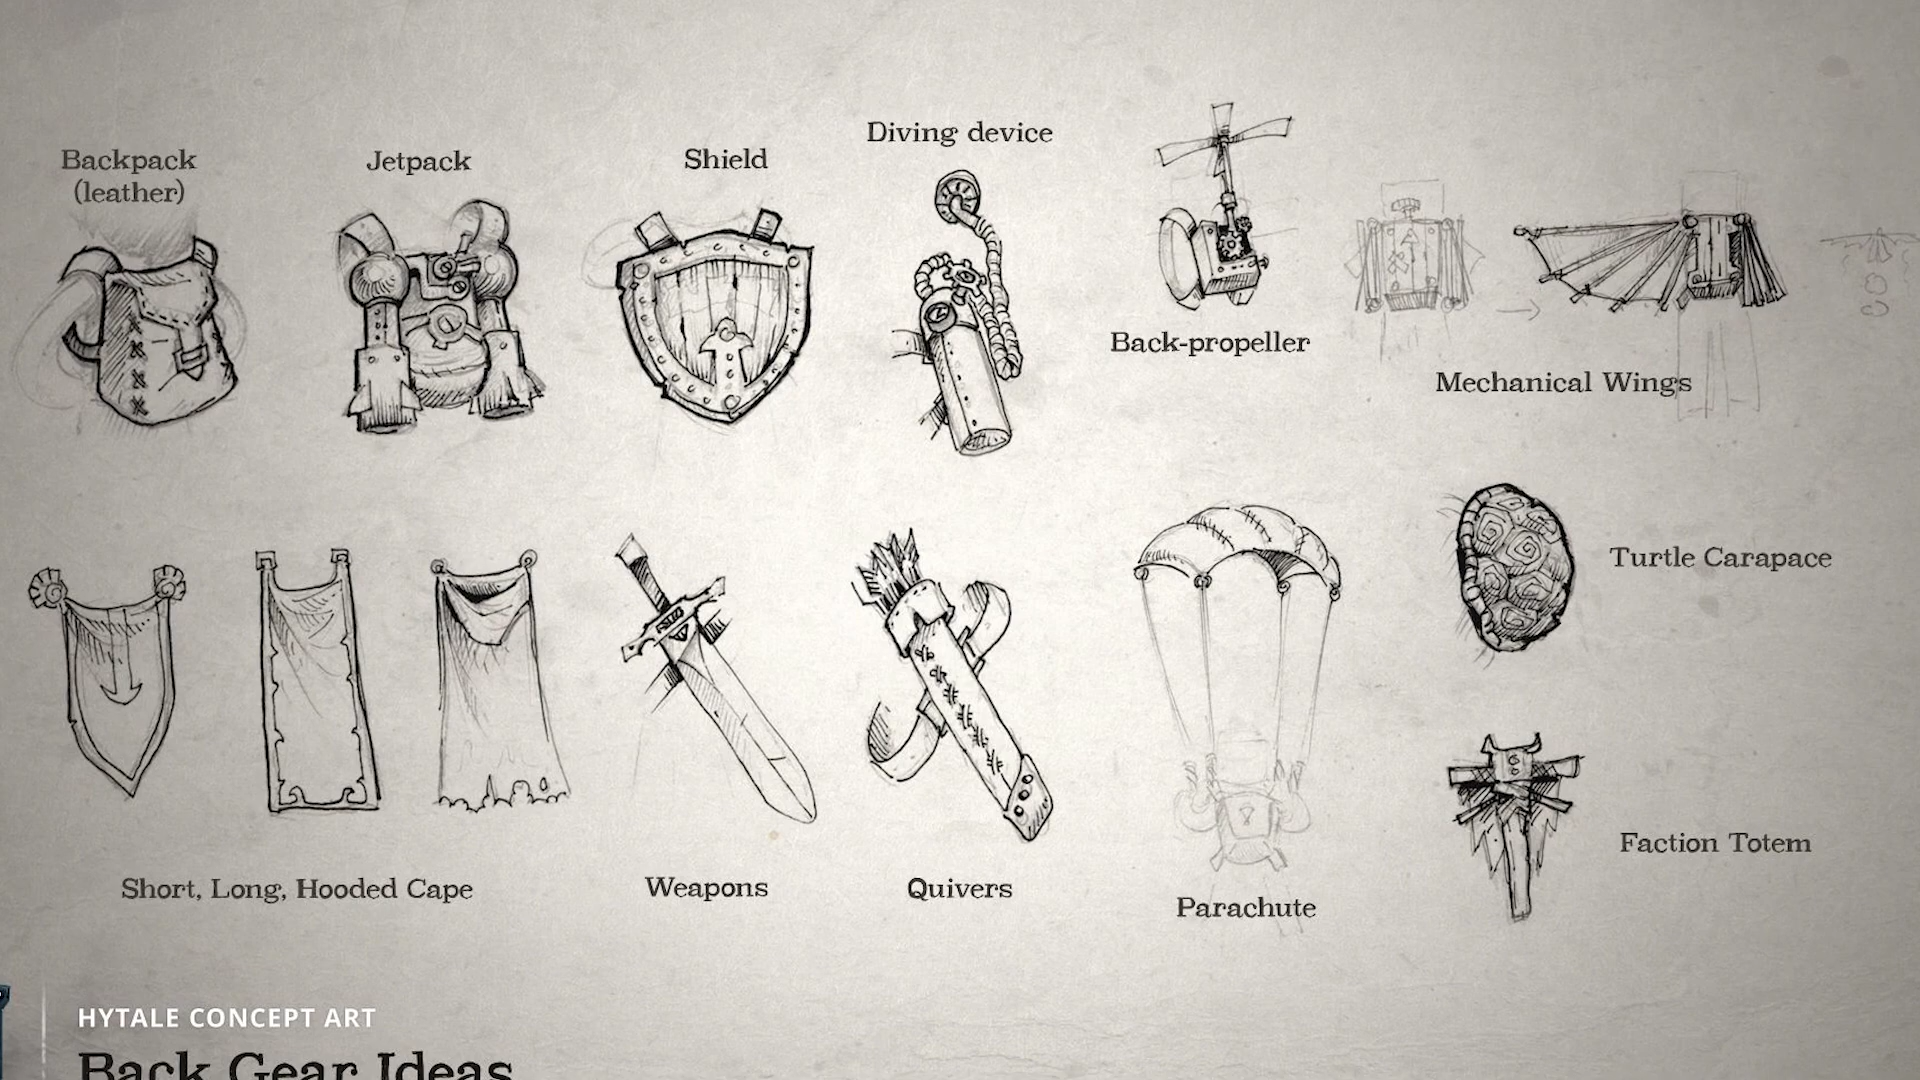 Backpack
(leather)
Jetpack
Shield
Diving device
Back-propeller
Mechanical Wings
Short, Long, Hooded Cape
Weapons
Quivers
Parachute
Turtle Carapace
Faction Totem
HYTALE CONCEPT ART
Back Gear Ideas